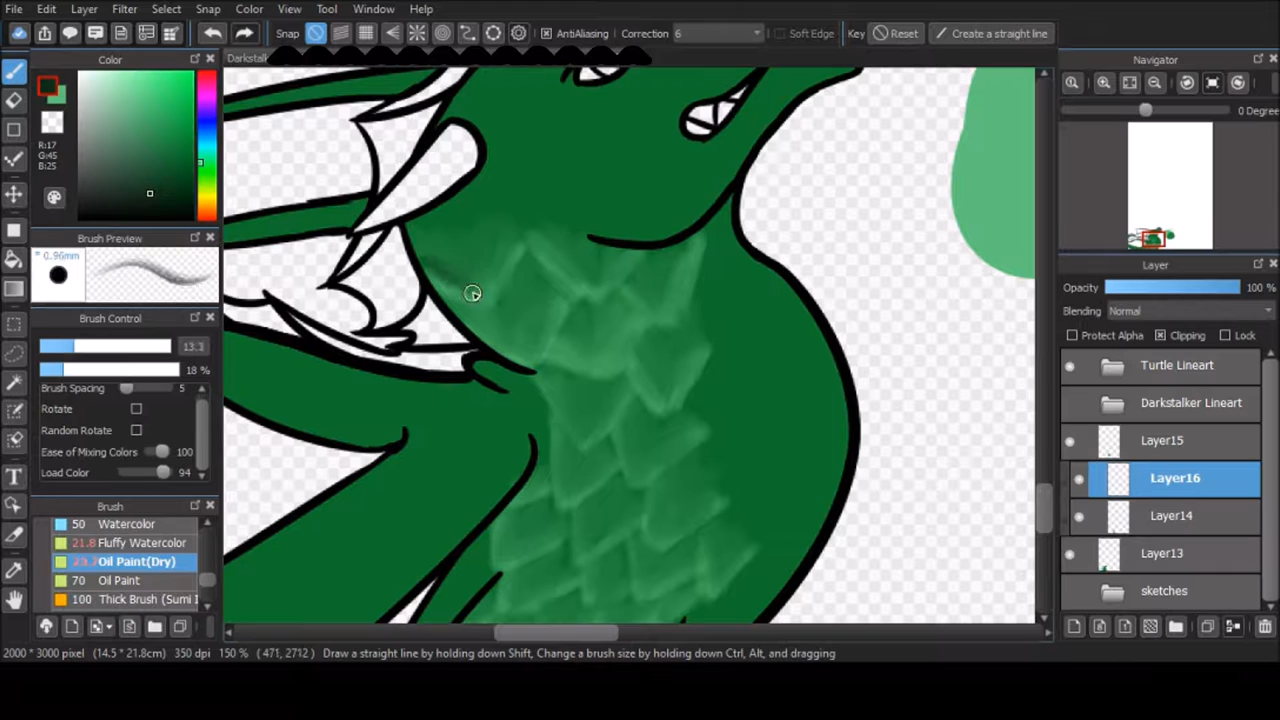 File Edit Layer Filter Select Snap Color View Tool Window Help
Snap AntiAliasing Correction 6 Soft Edge Key Reset Create a straight line
Color
R:17
G:45
B:25
Brush Preview
* 0.96mm
Brush Control
13.3
18 %
Brush Spacing 5
Rotate
Random Rotate
Ease of Mixing Colors 100
Load Color 94
Brush
50 Watercolor
21.8 Fluffy Watercolor
Oil Paint(Dry)
70 Oil Paint
100 Thick Brush (Sumi I
Darkstalk
Navigator
0 Degree
Layer
Opacity 100 %
Blending Normal
Protect Alpha Clipping Lock
Turtle Lineart
Darkstalker Lineart
Layer15
Layer16
Layer14
Layer13
sketches
2000 * 3000 pixel (14.5 * 21.8cm) 350 dpi 150 % ( 471, 2712 ) Draw a straight line by holding down Shift, Change a brush size by holding down Ctrl, Alt, and dragging